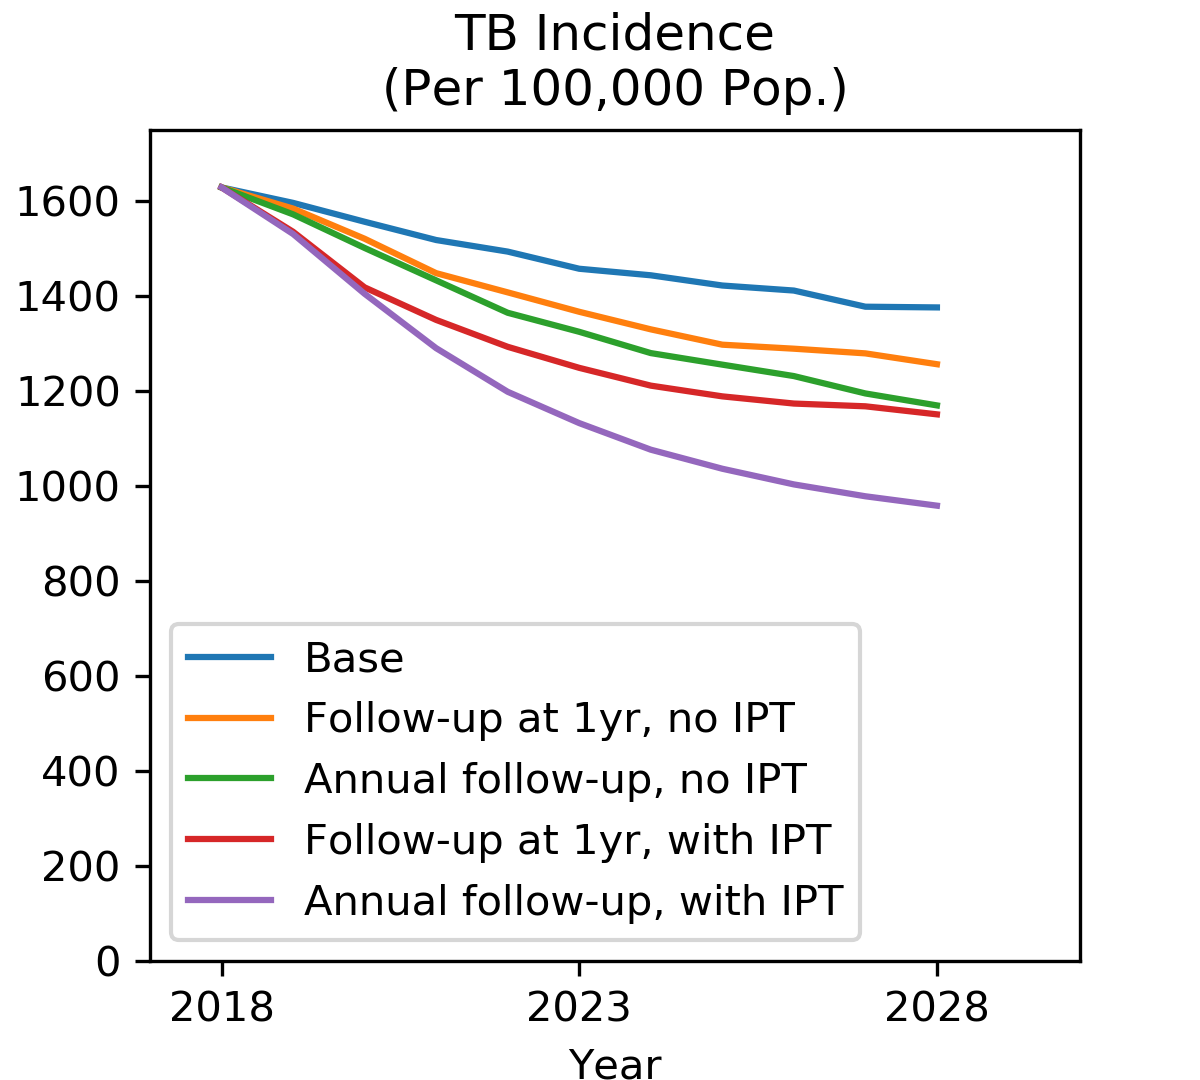 TB Incidence
(Per 100,000 Pop.)
1600
1400
1200
1000
800
600
400
200
0
Base
Follow-up at 1yr, no IPT
Annual follow-up, no IPT
Follow-up at 1yr, with IPT
Annual follow-up, with IPT
2018 2023 2028
Year